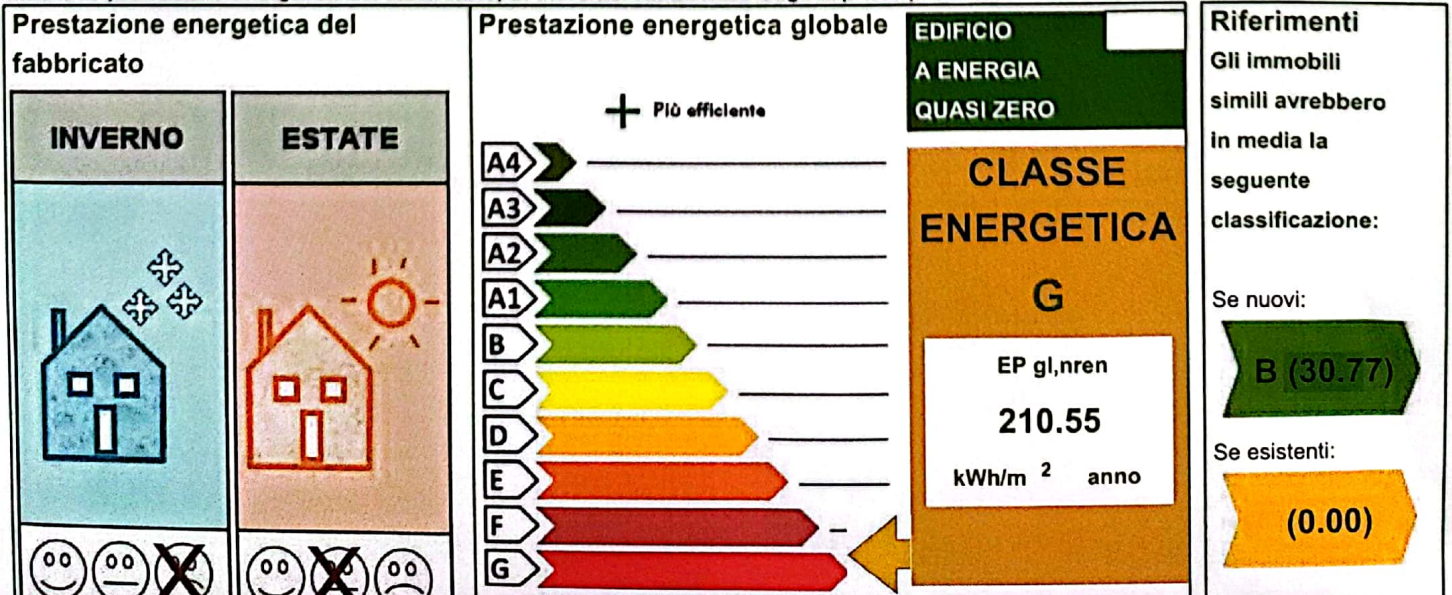 Prestazione energetica del
fabbricato
INVERNO
ESTATE
Prestazione energetica globale
Più efficiente
A4
A3
A2
A1
B
C
D
E
F
G
EDIFICIO
A ENERGIA
QUASI ZERO
CLASSE
ENERGETICA
G
EP gl,nren
210.55
kWh/m 2 anno
Riferimenti
Gli immobili
simili avrebbero
in media la
seguente
classificazione:
Se nuovi:
B (30.77)
Se esistenti:
(0.00)